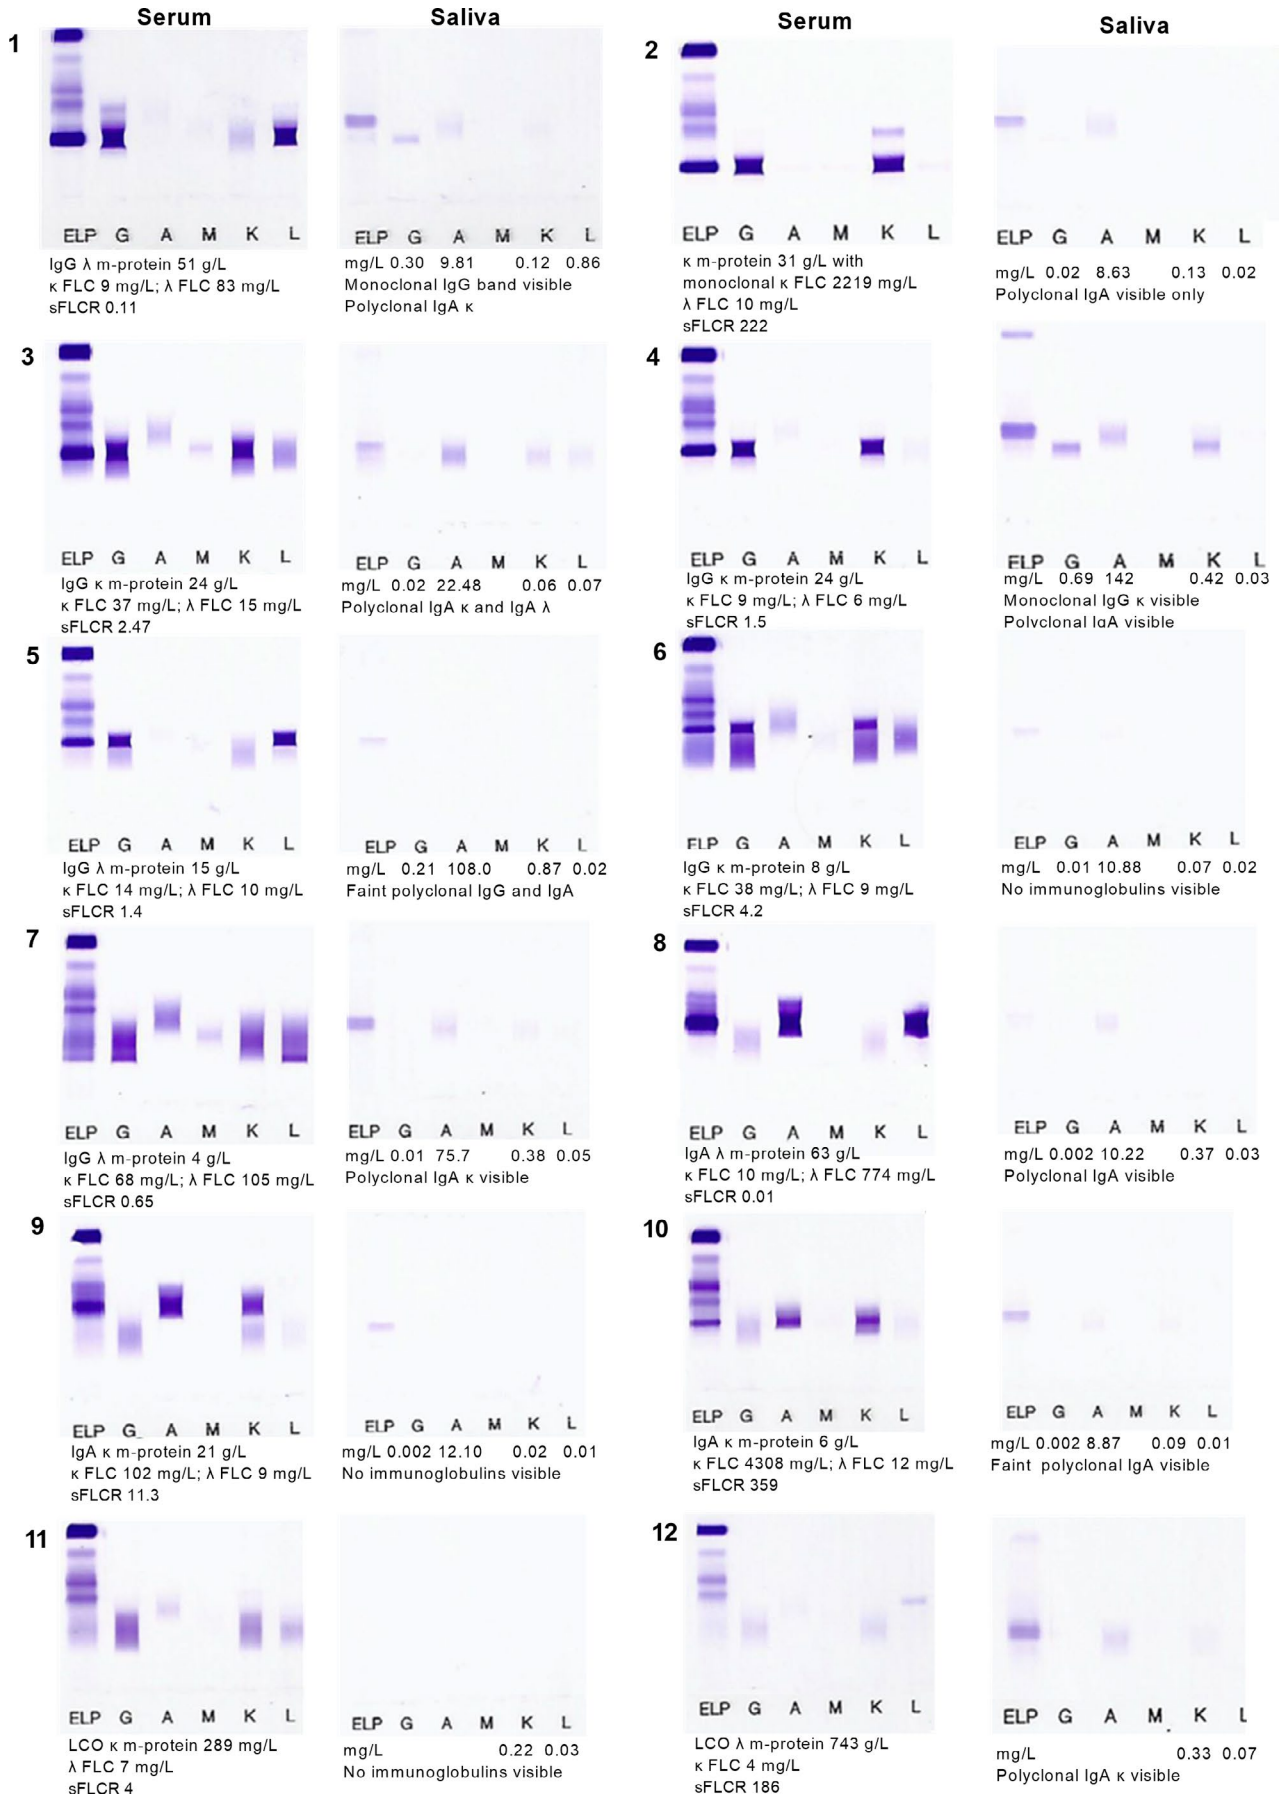 Serum Saliva
1
ELP G A M K L
IgG λ m-protein 51 g/L
κ FLC 9 mg/L; λ FLC 83 mg/L
sFLCR 0.11
ELP G A M K L
mg/L 0.30 9.81 0.12 0.86
Monoclonal IgG band visible
Polyclonal IgA κ
Serum Saliva
2
ELP G A M K L
κ m-protein 31 g/L with
monoclonal κ FLC 2219 mg/L
λ FLC 10 mg/L
sFLCR 222
ELP G A M K L
mg/L 0.02 8.63 0.13 0.02
Polyclonal IgA visible only
3
ELP G A M K L
IgG κ m-protein 24 g/L
κ FLC 37 mg/L; λ FLC 15 mg/L
sFLCR 2.47
ELP G A M K L
mg/L 0.02 22.48 0.06 0.07
Polyclonal IgA κ and IgA λ
4
ELP G A M K L
IgG κ m-protein 24 g/L
κ FLC 9 mg/L; λ FLC 6 mg/L
sFLCR 1.5
ELP G A M K L
mg/L 0.69 142 0.42 0.03
Monoclonal IgG κ visible
Polyclonal IgA visible
5
ELP G A M K L
IgG λ m-protein 15 g/L
κ FLC 14 mg/L; λ FLC 10 mg/L
sFLCR 1.4
ELP G A M K L
mg/L 0.21 108.0 0.87 0.02
Faint polyclonal IgG and IgA
6
ELP G A M K L
IgG κ m-protein 8 g/L
κ FLC 38 mg/L; λ FLC 9 mg/L
sFLCR 4.2
ELP G A M K L
mg/L 0.01 10.88 0.07 0.02
No immunoglobulins visible
7
ELP G A M K L
IgG λ m-protein 4 g/L
κ FLC 68 mg/L; λ FLC 105 mg/L
sFLCR 0.65
ELP G A M K L
mg/L 0.01 75.7 0.38 0.05
Polyclonal IgA κ visible
8
ELP G A M K L
IgA λ m-protein 63 g/L
κ FLC 10 mg/L; λ FLC 774 mg/L
sFLCR 0.01
ELP G A M K L
mg/L 0.002 10.22 0.37 0.03
Polyclonal IgA visible
9
ELP G A M K L
IgA κ m-protein 21 g/L
κ FLC 102 mg/L; λ FLC 9 mg/L
sFLCR 11.3
ELP G A M K L
mg/L 0.002 12.10 0.02 0.01
No immunoglobulins visible
10
ELP G A M K L
IgA κ m-protein 6 g/L
κ FLC 4308 mg/L; λ FLC 12 mg/L
sFLCR 359
ELP G A M K L
mg/L 0.002 8.87 0.09 0.01
Faint polyclonal IgA visible
11
ELP G A M K L
LCO κ m-protein 289 mg/L
λ FLC 7 mg/L
sFLCR 4
ELP G A M K L
mg/L 0.22 0.03
No immunoglobulins visible
12
ELP G A M K L
LCO λ m-protein 743 g/L
κ FLC 4 mg/L
sFLCR 186
ELP G A M K L
mg/L 0.33 0.07
Polyclonal IgA κ visible